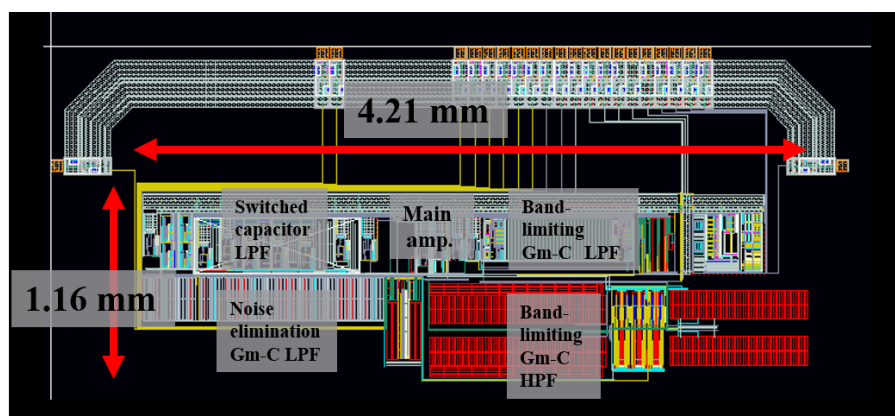 4.21 mm
Switched
capacitor
LPF
Main
amp.
Band-
limiting
Gm-C LPF
1.16 mm
Noise
elimination
Gm-C LPF
Band-
limiting
Gm-C
HPF